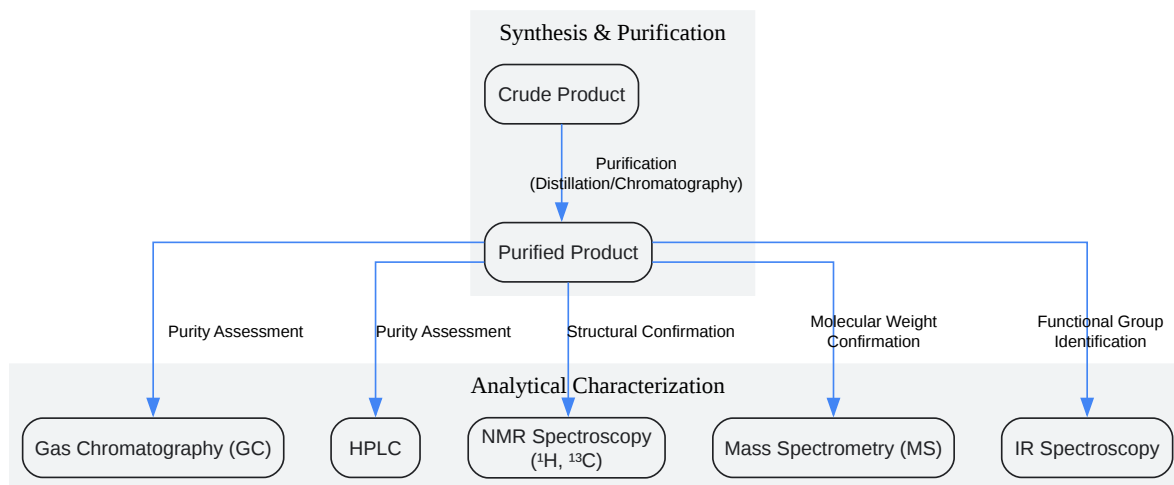 Synthesis & Purification
Crude Product
Purification
(Distillation/Chromatography)
Purified Product
Purity Assessment
Purity Assessment
Structural Confirmation
Molecular Weight
Confirmation
Functional Group
Identification
Analytical Characterization
Gas Chromatography (GC)
HPLC
NMR Spectroscopy
(¹H, ¹³C)
Mass Spectrometry (MS)
IR Spectroscopy